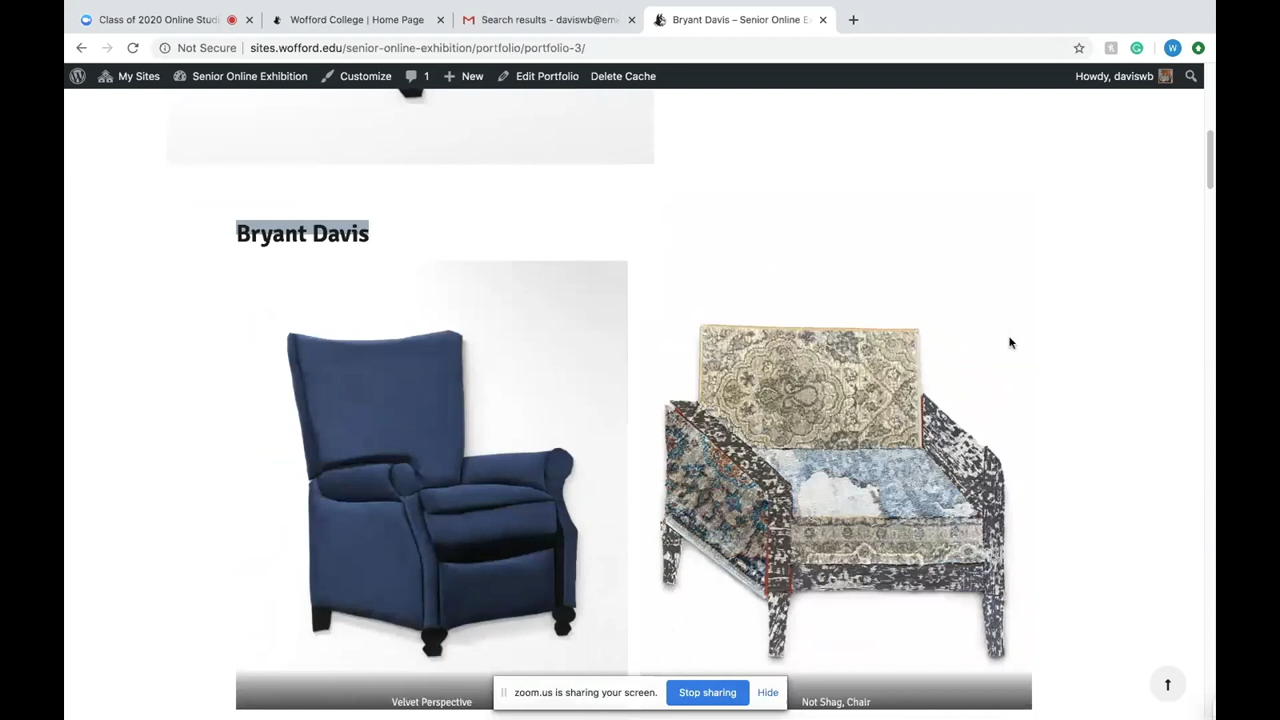 Class of 2020 Online Stud
Wofford College | Home Page
Search results - daviswb@em
Bryant Davis – Senior Online E
Not Secure | sites.wofford.edu/senior-online-exhibition/portfolio/portfolio-3/
W
My Sites Senior Online Exhibition Customize 1 New Edit Portfolio Delete Cache Howdy, daviswb
Bryant Davis
Velvet Perspective
zoom.us is sharing your screen. Stop sharing Hide
Not Shag, Chair